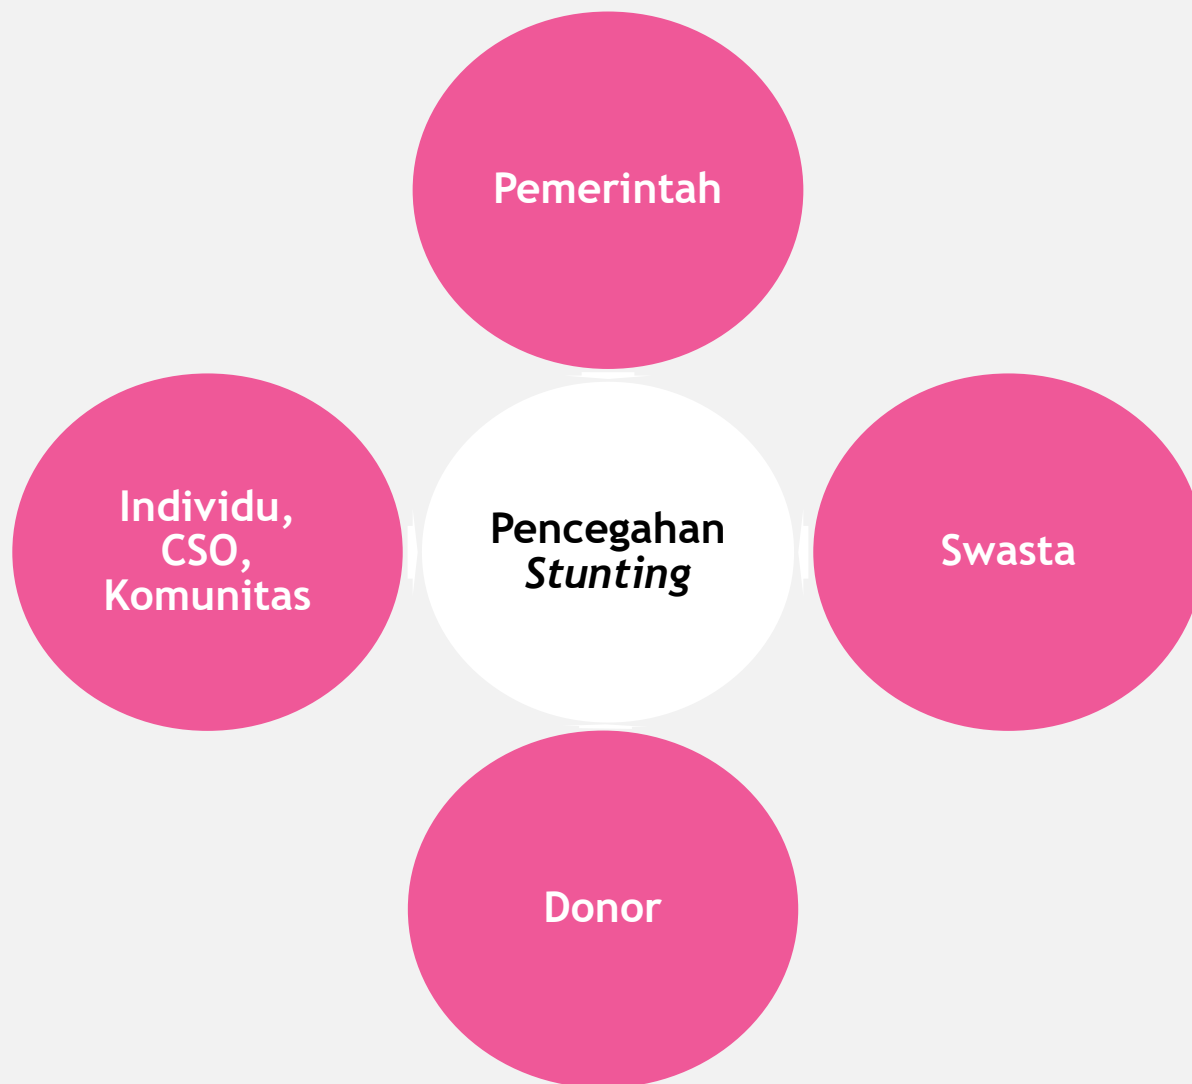 Pemerintah
Individu,
CSO,
Komunitas
Pencegahan
Stunting
Swasta
Donor